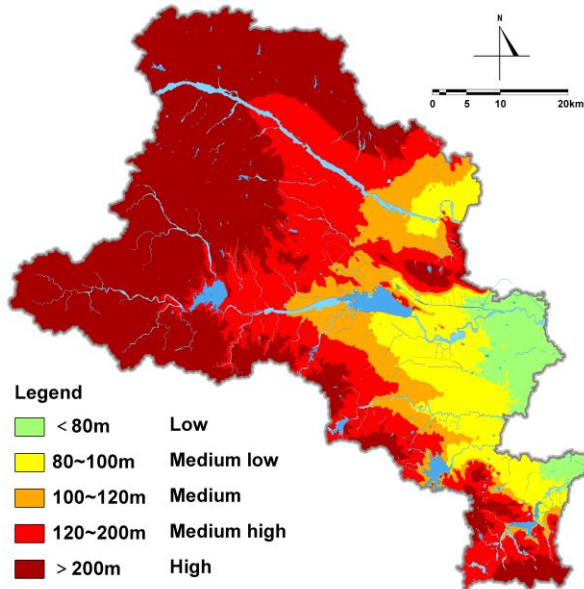 N
0 5 10 20km
Legend
< 80m Low
80~100m Medium low
100~120m Medium
120~200m Medium high
> 200m High